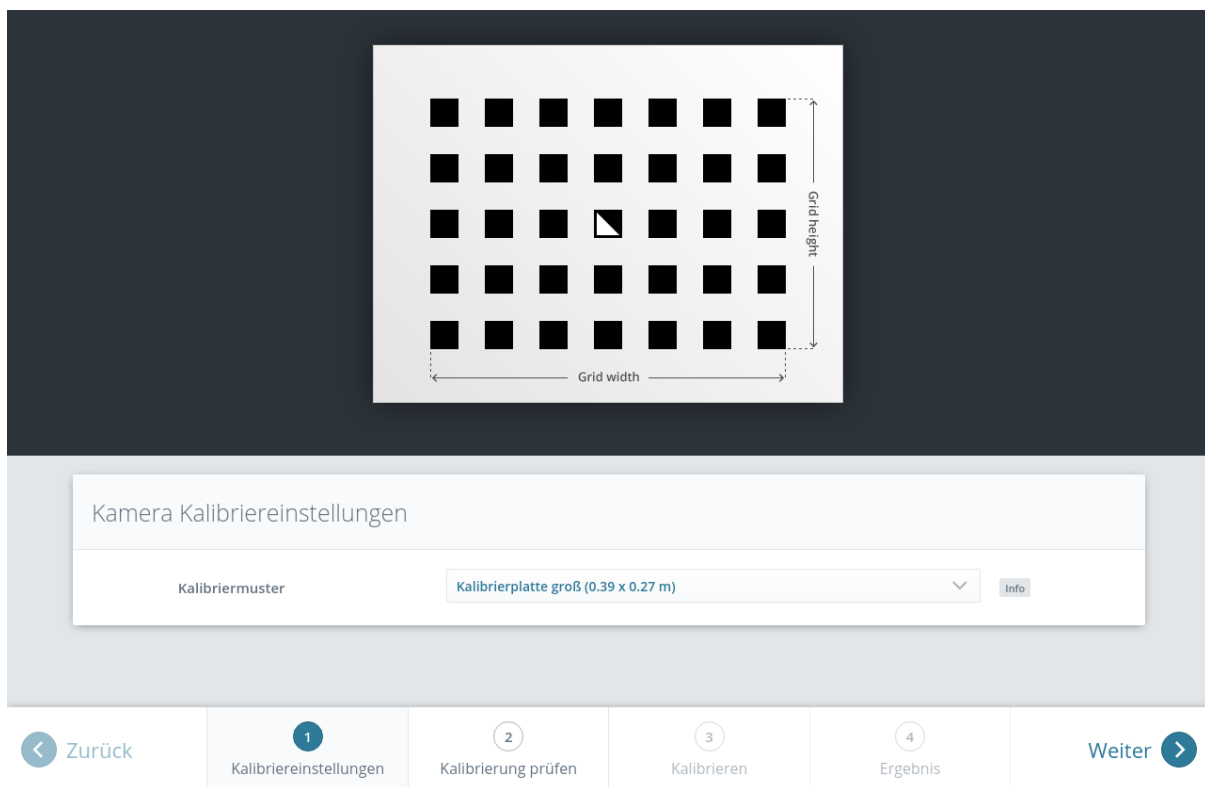 Grid height
Grid width
Kamera Kalibriereinstellungen
Kalibriermuster
Kalibrierplatte groß (0.39 x 0.27 m)
Info
Zurück
1
Kalibriereinstellungen
2
Kalibrierung prüfen
3
Kalibrieren
4
Ergebnis
Weiter